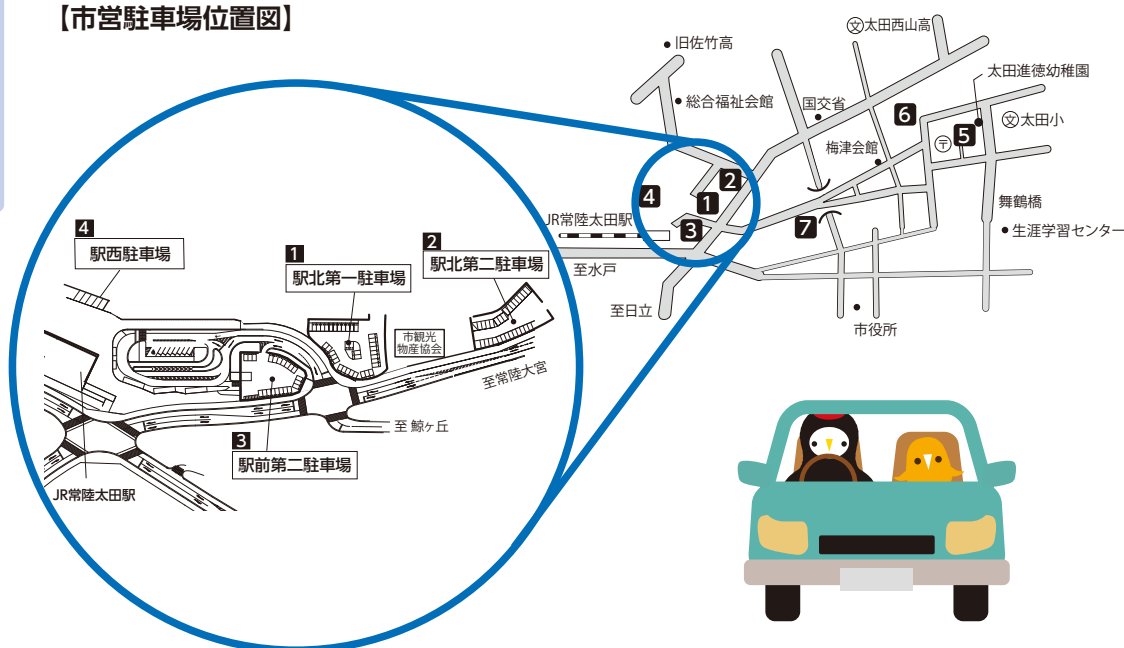 【市営駐車場位置図】
旧佐竹高
文太田西山高
太田進徳幼稚園
総合福祉会館
国交省
6
5
文太田小
梅津会館
〒
2
4
1
舞鶴橋
JR常陸太田駅
3
7
生涯学習センター
至水戸
至日立
市役所
4
駅西駐車場
1
駅北第一駐車場
2
駅北第二駐車場
市観光
物産協会
至常陸大宮
至 鯨ヶ丘
3
駅前第二駐車場
JR常陸太田駅